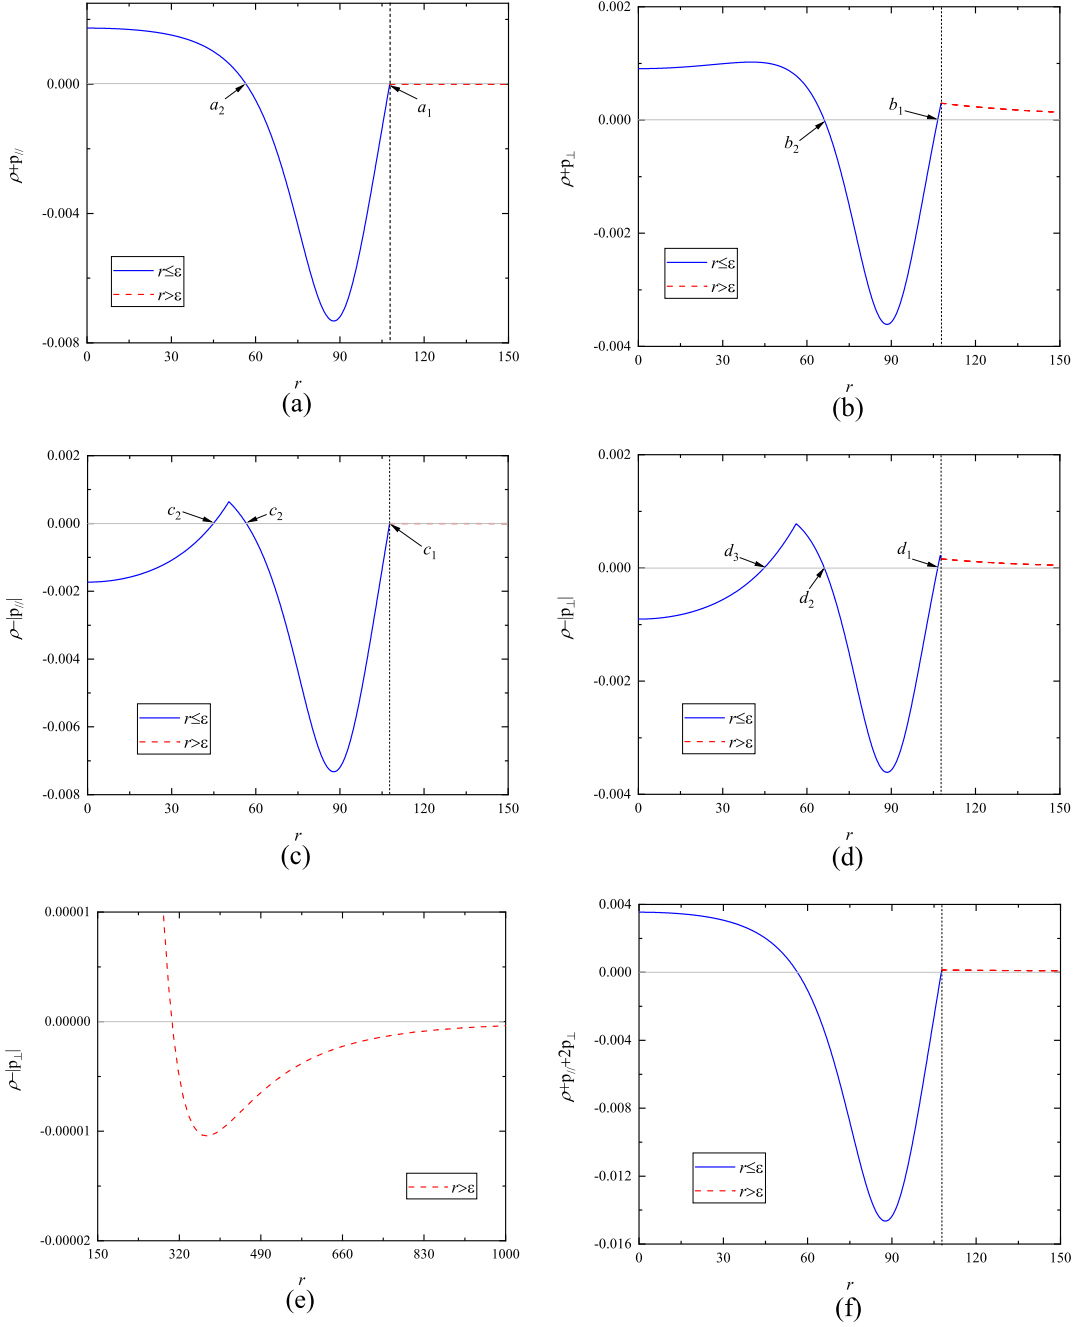 0.000
-0.004
-0.008
ρ+p//
a2
a1
r≤ε
r>ε
0 30 60 90 120 150
r
(a)
0.002
0.000
-0.002
-0.004
ρ+p⊥
b1
b2
r≤ε
r>ε
0 30 60 90 120 150
r
(b)
0.002
0.000
-0.002
-0.004
-0.006
-0.008
ρ−|p//|
c2
c2
c1
r≤ε
r>ε
0 30 60 90 120 150
r
(c)
0.002
0.000
-0.002
-0.004
ρ−|p⊥|
d3
d2
d1
r≤ε
r>ε
0 30 60 90 120 150
r
(d)
0.00001
0.00000
-0.00001
-0.00002
ρ−|p⊥|
r>ε
150 320 490 660 830 1000
r
(e)
0.004
0.000
-0.004
-0.008
-0.012
-0.016
ρ+p//+2p⊥
r≤ε
r>ε
0 30 60 90 120 150
r
(f)